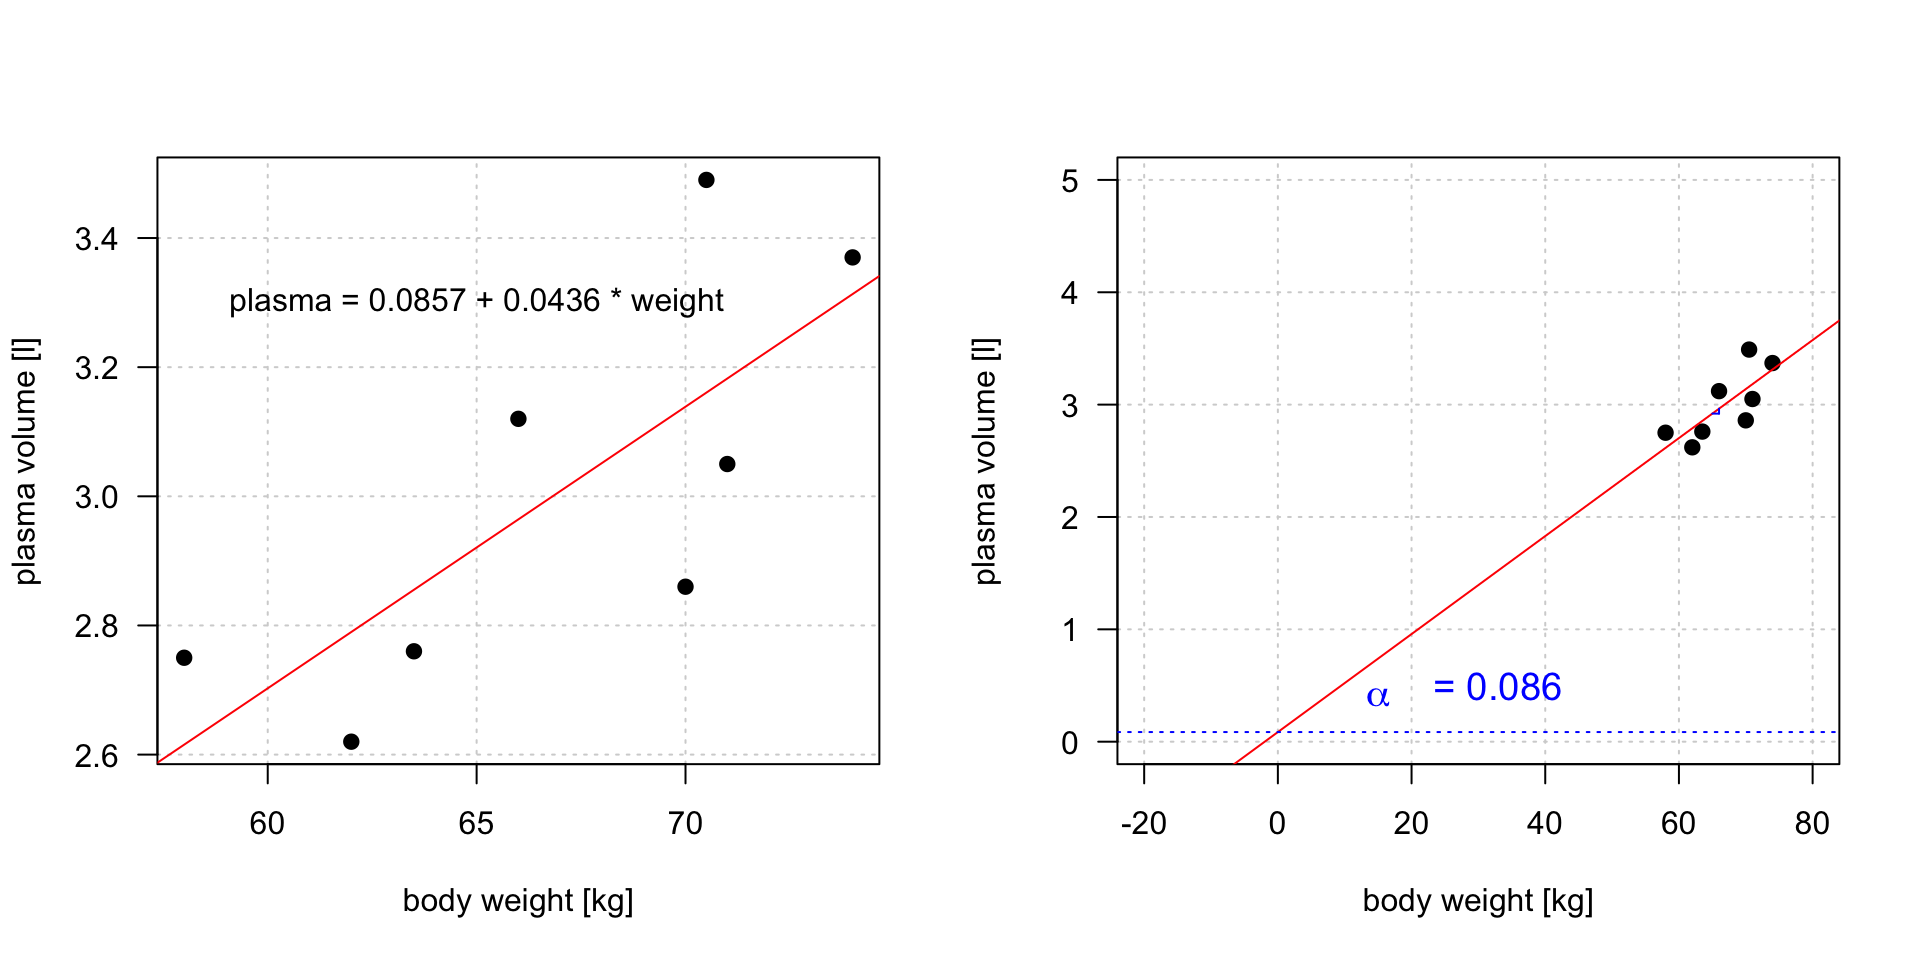 3.4
3.2
3.0
2.8
2.6
plasma volume [l]
plasma = 0.0857 + 0.0436 * weight
60 65 70
body weight [kg]
5
4
3
2
1
0
plasma volume [l]
α = 0.086
-20 0 20 40 60 80
body weight [kg]